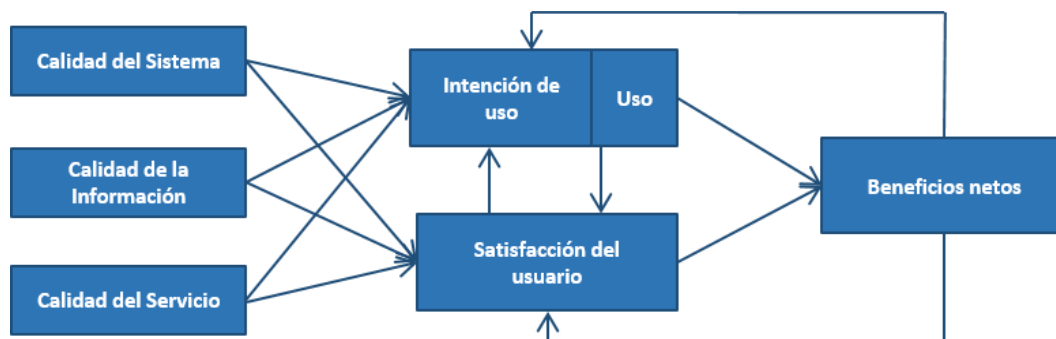 Calidad del Sistema
Intención de
uso
Uso
Calidad de la
Información
Beneficios netos
Satisfacción del
usuario
Calidad del Servicio